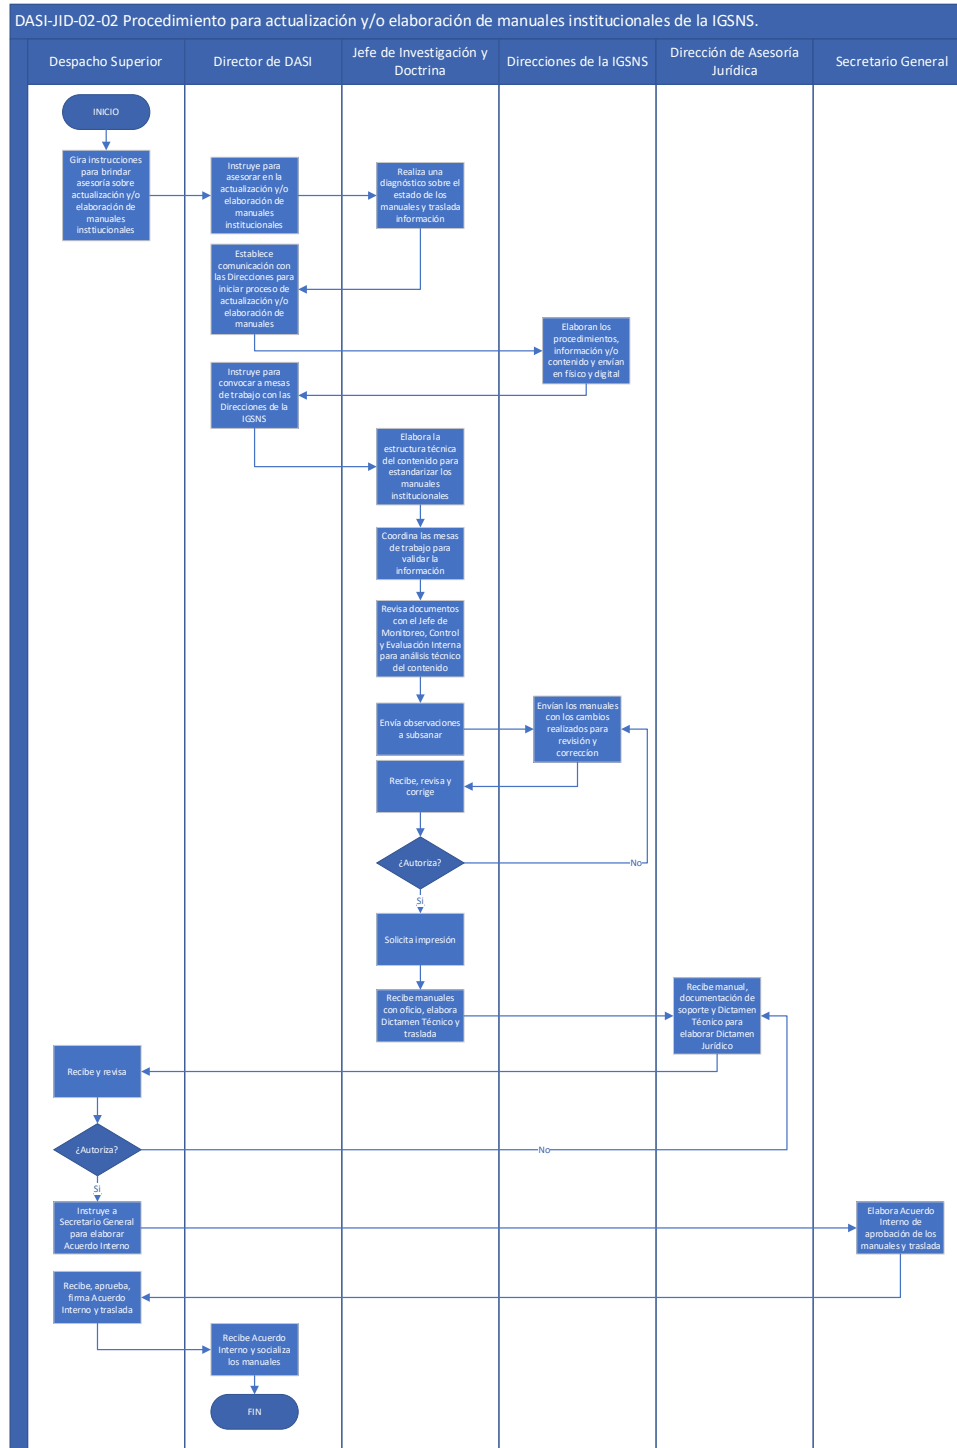 DASI-JID-02-02 Procedimiento para actualización y/o elaboración de manuales institucionales de la IGSNS.
Despacho Superior
Director de DASI
Jefe de Investigación y
Doctrina
Direcciones de la IGSNS
Dirección de Asesoría
Jurídica
Secretario General
INICIO
Gira instrucciones
para brindar
asesoría sobre
actualización y/o
elaboración de
manuales
insttiucionales
Instruye para
asesorar en la
actualización y/o
elaboración de
manuales
institucionales
Realiza una
diagnóstico sobre el
estado de los
manuales y traslada
información
Establece
comunicación con
las Direcciones para
iniciar proceso de
actualización y/o
elaboración de
manuales
Elaboran los
procedimientos,
información y/o
contenido y envían
en físico y digital
Instruye para
convocar a mesas
de trabajo con las
Direcciones de la
IGSNS
Elabora la
estructura técnica
del contenido para
estandarizar los
manuales
institucionales
Coordina las mesas
de trabajo para
validar la
información
Revisa documentos
con el Jefe de
Monitoreo, Control
y Evaluación Interna
para análisis técnico
del contenido
Envía observaciones
a subsanar
Envían los manuales
con los cambios
realizados para
revisión y
correccíon
Recibe, revisa y
corrige
¿Autoriza?
No
Si
Solicita impresión
Recibe manuales
con oficio, elabora
Dictamen Técnico y
traslada
Recibe manual,
documentación de
soporte y Dictamen
Técnico para
elaborar Dictamen
Jurídico
Recibe y revisa
¿Autoriza?
No
Si
Instruye a
Secretario General
para elaborar
Acuerdo Interno
Elabora Acuerdo
Interno de
aprobación de los
manuales y traslada
Recibe, aprueba,
firma Acuerdo
Interno y traslada
Recibe Acuerdo
Interno y socializa
los manuales
FIN